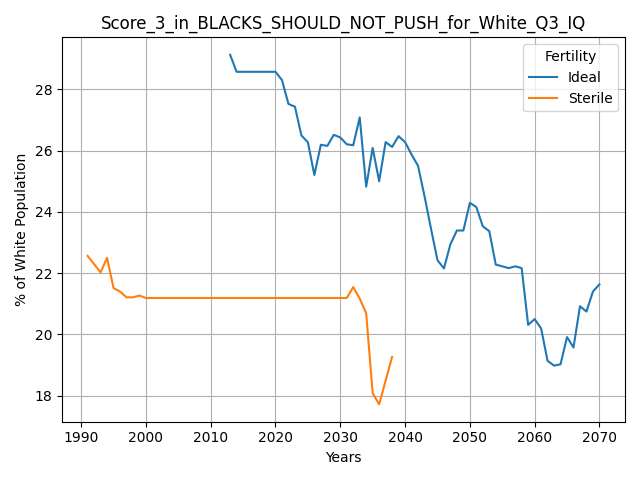 Score_3_in_BLACKS_SHOULD_NOT_PUSH_for_White_Q3_IQ
Fertility
Ideal
Sterile
% of White Population
28
26
24
22
20
18
1990 2000 2010 2020 2030 2040 2050 2060 2070
Years